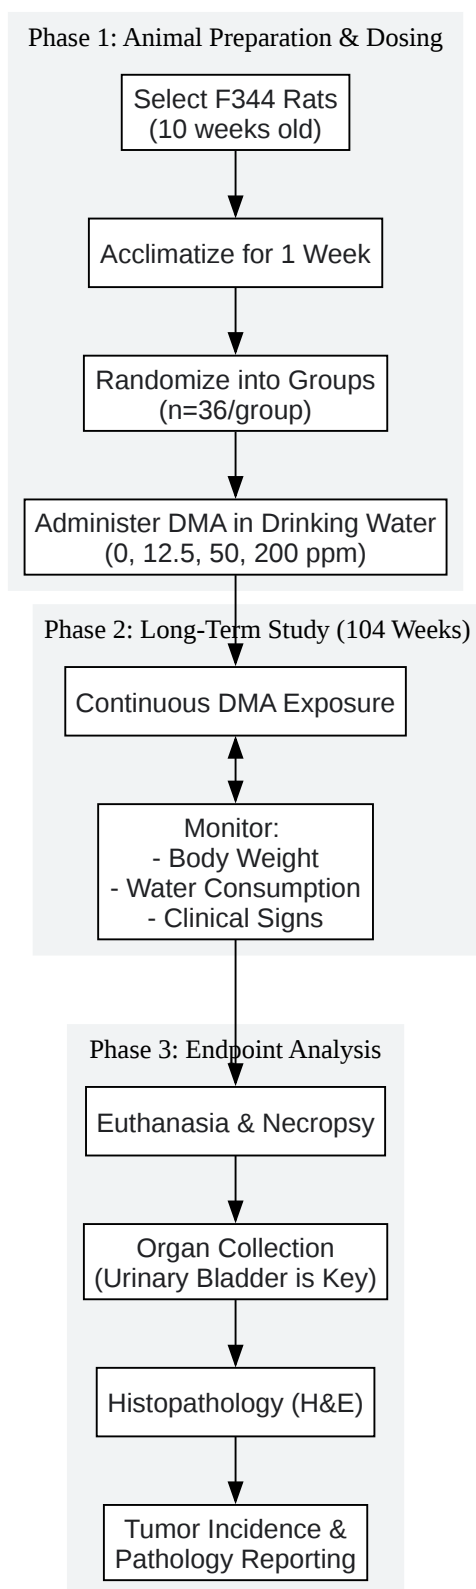 Phase 1: Animal Preparation & Dosing
Select F344 Rats
(10 weeks old)
Acclimatize for 1 Week
Randomize into Groups
(n=36/group)
Administer DMA in Drinking Water
(0, 12.5, 50, 200 ppm)
Phase 2: Long-Term Study (104 Weeks)
Continuous DMA Exposure
Monitor:
- Body Weight
- Water Consumption
- Clinical Signs
Phase 3: Endpoint Analysis
Euthanasia & Necropsy
Organ Collection
(Urinary Bladder is Key)
Histopathology (H&E)
Tumor Incidence &
Pathology Reporting